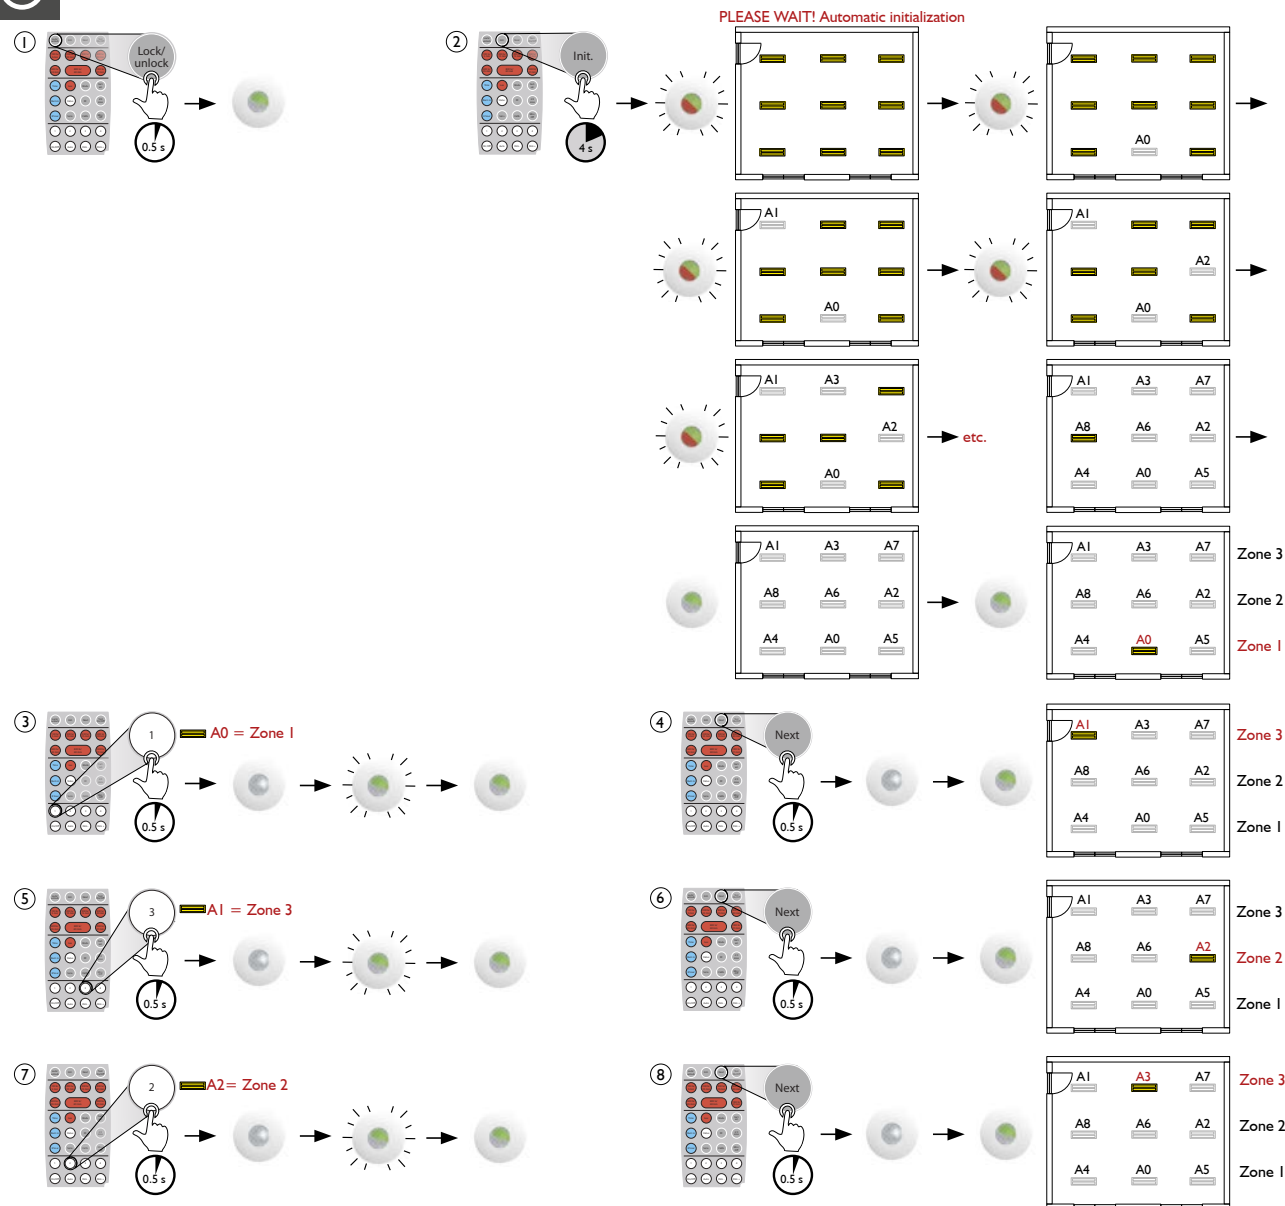 PLEASE WAIT! Automatic initialization
1
Lock/
unlock
0.5 s
2
Init.
4 s
A0
A1
A0
A1
A2
A0
A1 A3
A2
A0
etc.
A1 A3 A7
A8 A6 A2
A4 A0 A5
A1 A3 A7
A8 A6 A2
A4 A0 A5
A1 A3 A7 Zone 3
A8 A6 A2 Zone 2
A4 A0 A5 Zone 1
3
1
A0 = Zone 1
0.5 s
4
Next
0.5 s
A1 A3 A7 Zone 3
A8 A6 A2 Zone 2
A4 A0 A5 Zone 1
5
3
A1 = Zone 3
0.5 s
6
Next
0.5 s
A1 A3 A7 Zone 3
A8 A6 A2 Zone 2
A4 A0 A5 Zone 1
7
2
A2= Zone 2
0.5 s
8
Next
0.5 s
A1 A3 A7 Zone 3
A8 A6 A2 Zone 2
A4 A0 A5 Zone 1